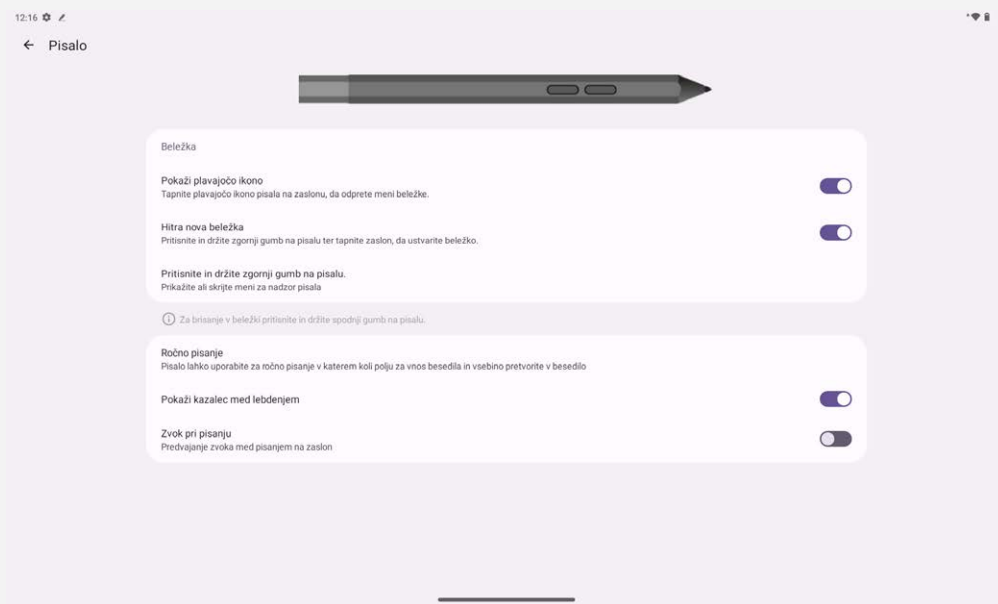 12:16
Pisalo
Beležka
Pokaži plavajočo ikono
Tapnite plavajočo ikono pisala na zaslonu, da odprete meni beležke.
Hitra nova beležka
Pritisnite in držite zgornji gumb na pisalu ter tapnite zaslon, da ustvarite beležko.
Pritisnite in držite zgornji gumb na pisalu.
Prikažite ali skrijte meni za nadzor pisala
Za brisanje v beležki pritisnite in držite spodnji gumb na pisalu.
Ročno pisanje
Pisalo lahko uporabite za ročno pisanje v katerem koli polju za vnos besedila in vsebino pretvorite v besedilo
Pokaži kazalec med lebdenjem
Zvok pri pisanju
Predvajanje zvoka med pisanjem na zaslon